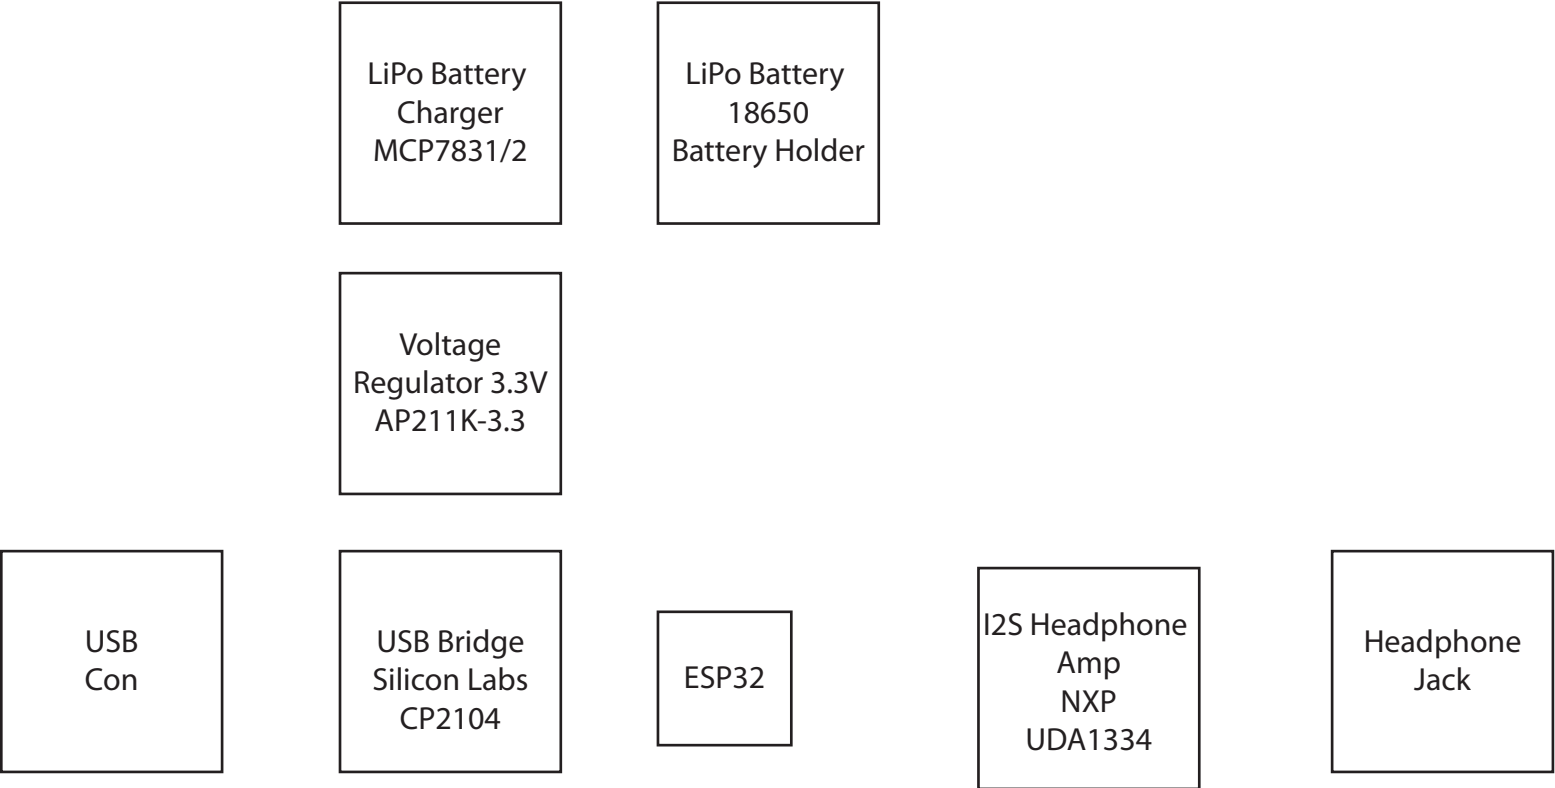 LiPo Battery
Charger
MCP7831/2
LiPo Battery
18650
Battery Holder
Voltage
Regulator 3.3V
AP211K-3.3
USB
Con
USB Bridge
Silicon Labs
CP2104
ESP32
I2S Headphone
Amp
NXP
UDA1334
Headphone
Jack